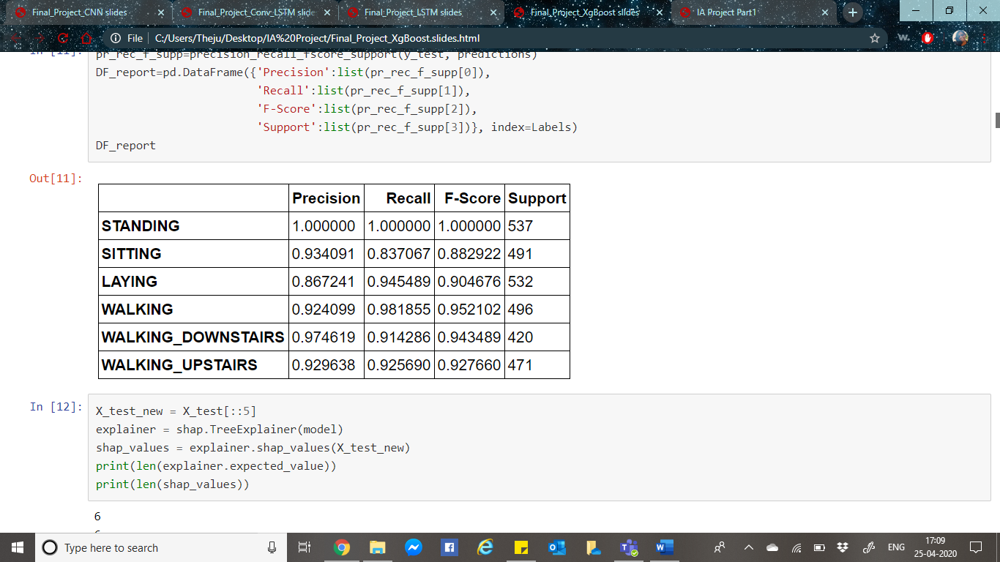 Final_Project_CNN slides
Final_Project_Conv_LSTM slide
Final_Project_LSTM slides
Final_Project_XgBoost slides
IA Project Part1
File C:/Users/Theju/Desktop/IA%20Project/Final_Project_XgBoost.slides.html
In [11]: pr_rec_f_supp=precision_recall_fscore_support(y_test, predictions)
DF_report=pd.DataFrame({'Precision':list(pr_rec_f_supp[0]),
'Recall':list(pr_rec_f_supp[1]),
'F-Score':list(pr_rec_f_supp[2]),
'Support':list(pr_rec_f_supp[3])}, index=Labels)
DF_report
Out[11]:
Precision Recall F-Score Support
STANDING 1.000000 1.000000 1.000000 537
SITTING 0.934091 0.837067 0.882922 491
LAYING 0.867241 0.945489 0.904676 532
WALKING 0.924099 0.981855 0.952102 496
WALKING_DOWNSTAIRS 0.974619 0.914286 0.943489 420
WALKING_UPSTAIRS 0.929638 0.925690 0.927660 471
In [12]: X_test_new = X_test[::5]
explainer = shap.TreeExplainer(model)
shap_values = explainer.shap_values(X_test_new)
print(len(explainer.expected_value))
print(len(shap_values))
6
Type here to search
ENG
17:09
25-04-2020